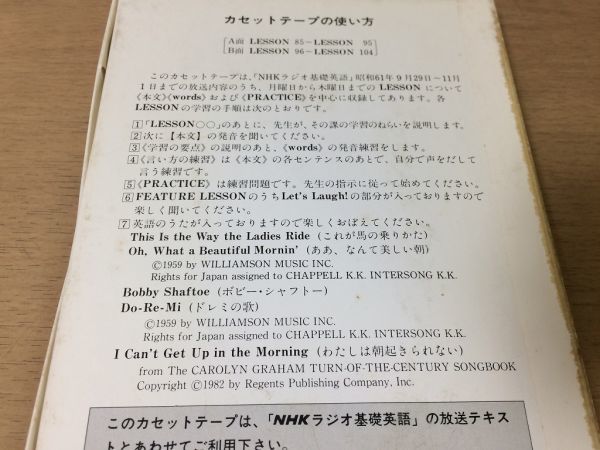 カセットテープの使い方
A面 LESSON 85～LESSON 95
B面 LESSON 96～LESSON 104
このカセットテープは、「NHKラジオ基礎英語」昭和61年9月29日～11月
1日までの放送内容のうち、月曜日から木曜日までのLESSONについて
《本文》《words》および《PRACTICE》を中心に収録してあります。各
LESSONの学習の手順は次のとおりです。
1「LESSON○○」のあとに、先生が、その課の学習のねらいを説明します。
2次に【本文】の発音を聞いてください。
3《学習の要点》の説明のあと、《words》の発音練習をします。
4《言い方の練習》は《本文》の各センテンスのあとで、自分で声をだして
言う練習です。
5《PRACTICE》は練習問題です。先生の指示に従って始めてください。
6FEATURE LESSONのうちLet's Laugh!の部分が入っておりますので
楽しく聞いてください。
7英語のうたが入っておりますので楽しくおぼえてください。
This Is the Way the Ladies Ride (これが馬の乗りかた)
Oh, What a Beautiful Mornin' (ああ、なんて美しい朝)
©1959 by WILLIAMSON MUSIC INC.
Rights for Japan assigned to CHAPPELL K.K. INTERSONG K.K.
Bobby Shaftoe (ボビー・シャフトー)
Do-Re-Mi (ドレミの歌)
©1959 by WILLIAMSON MUSIC INC.
Rights for Japan assigned to CHAPPELL K.K. INTERSONG K.K.
I Can't Get Up in the Morning (わたしは朝起きられない)
from The CAROLYN GRAHAM TURN-OF-THE-CENTURY SONGBOOK
Copyright ©1982 by Regents Publishing Company, Inc.
このカセットテープは、「NHKラジオ基礎英語」の放送テキス
トとあわせてご利用下さい。